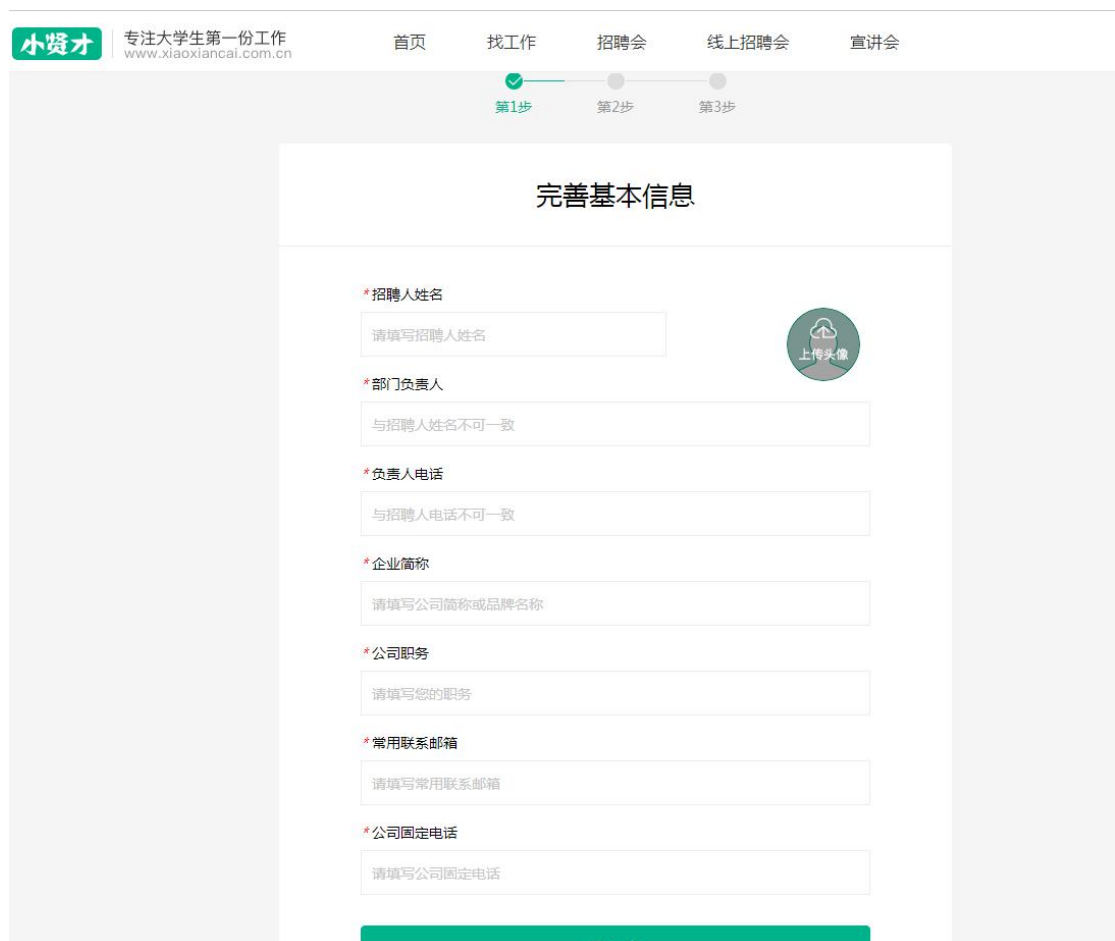 小贤才 专注大学生第一份工作 首页 找工作 招聘会 线上招聘会 宣讲会
www.xiaoxiancai.com.cn
第1步 第2步 第3步
完善基本信息
*招聘人姓名
请填写招聘人姓名
上传头像
*部门负责人
与招聘人姓名不可一致
*负责人电话
与招聘人电话不可一致
*企业简称
请填写公司简称或品牌名称
*公司职务
请填写您的职务
*常用联系邮箱
请填写常用联系邮箱
*公司固定电话
请填写公司固定电话